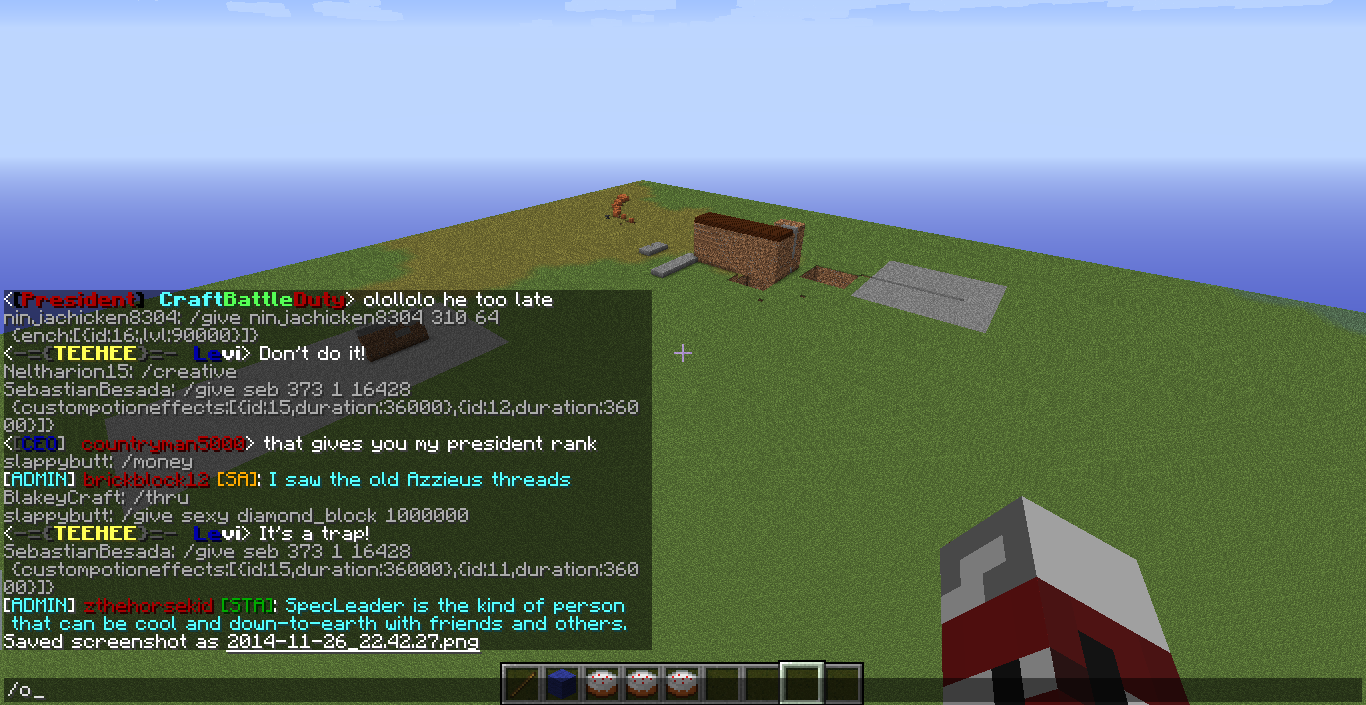 <[President] CraftBattleDuty> olollolo he too late
ninjachicken8304: /give ninjachicken8304 310 64
{ench:[{id:16,lvl:90000}]}
<-={TEEHEE}=- Levi> Don't do it!
Neltharion15: /creative
SebastianBesada: /give seb 373 1 16428
{custompotioneffects:[{id:15,duration:36000},{id:12,duration:360
00}]}
<[CEO] countryman5000> that gives you my president rank
slappybutt: /money
[ADMIN] brickblock12 [SA]: I saw the old Azzieus threads
BlakeyCraft: /thru
slappybutt: /give sexy diamond_block 1000000
<-={TEEHEE}=- Levi> It's a trap!
SebastianBesada: /give seb 373 1 16428
{custompotioneffects:[{id:15,duration:36000},{id:11,duration:360
00}]}
[ADMIN] zthehorsekid [STA]: SpecLeader is the kind of person
that can be cool and down-to-earth with friends and others.
Saved screenshot as 2014-11-26_22.42.27.png
/o_